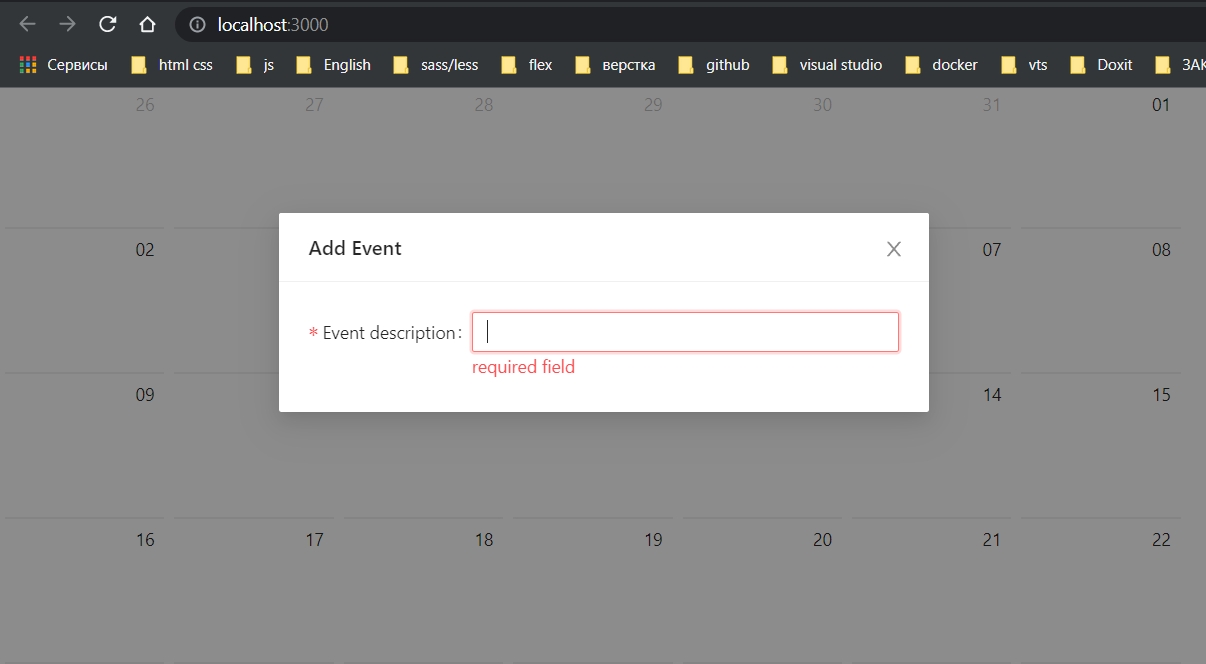 localhost:3000
Сервисы html css js English sass/less flex верстка github visual studio docker vts Doxit
26 27 28 29 30 31 01
Add Event
02 07 08
* Event description:
required field
09 14 15
16 17 18 19 20 21 22